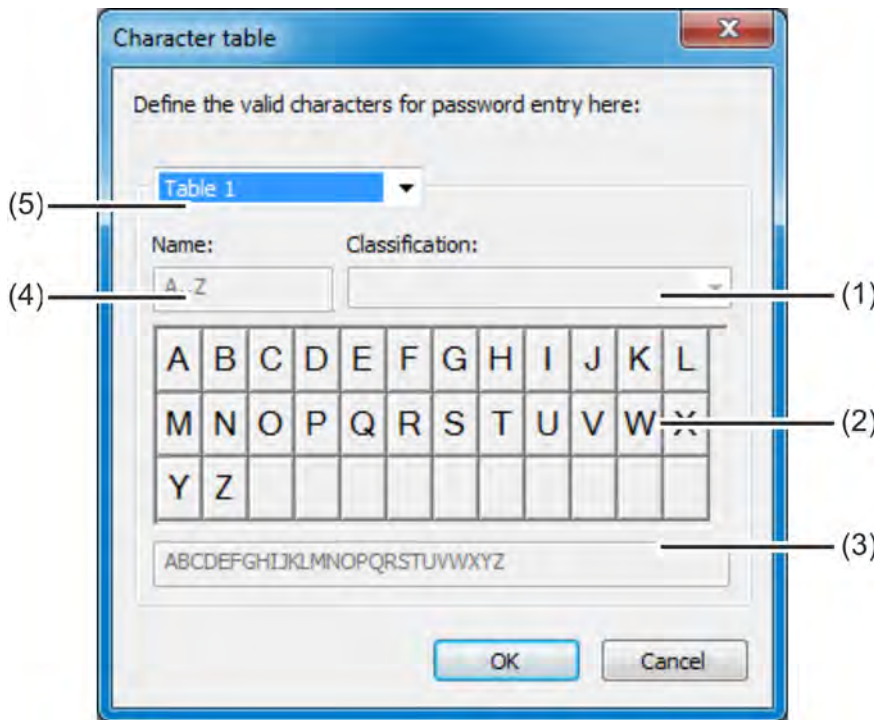 Character table
Define the valid characters for password entry here:
(5) Table 1
Name: Classification:
(4) A..Z (1)
A B C D E F G H I J K L
M N O P Q R S T U V W X (2)
Y Z
ABCDEFGHIJKLMNOPQRSTUVWXYZ (3)
OK Cancel